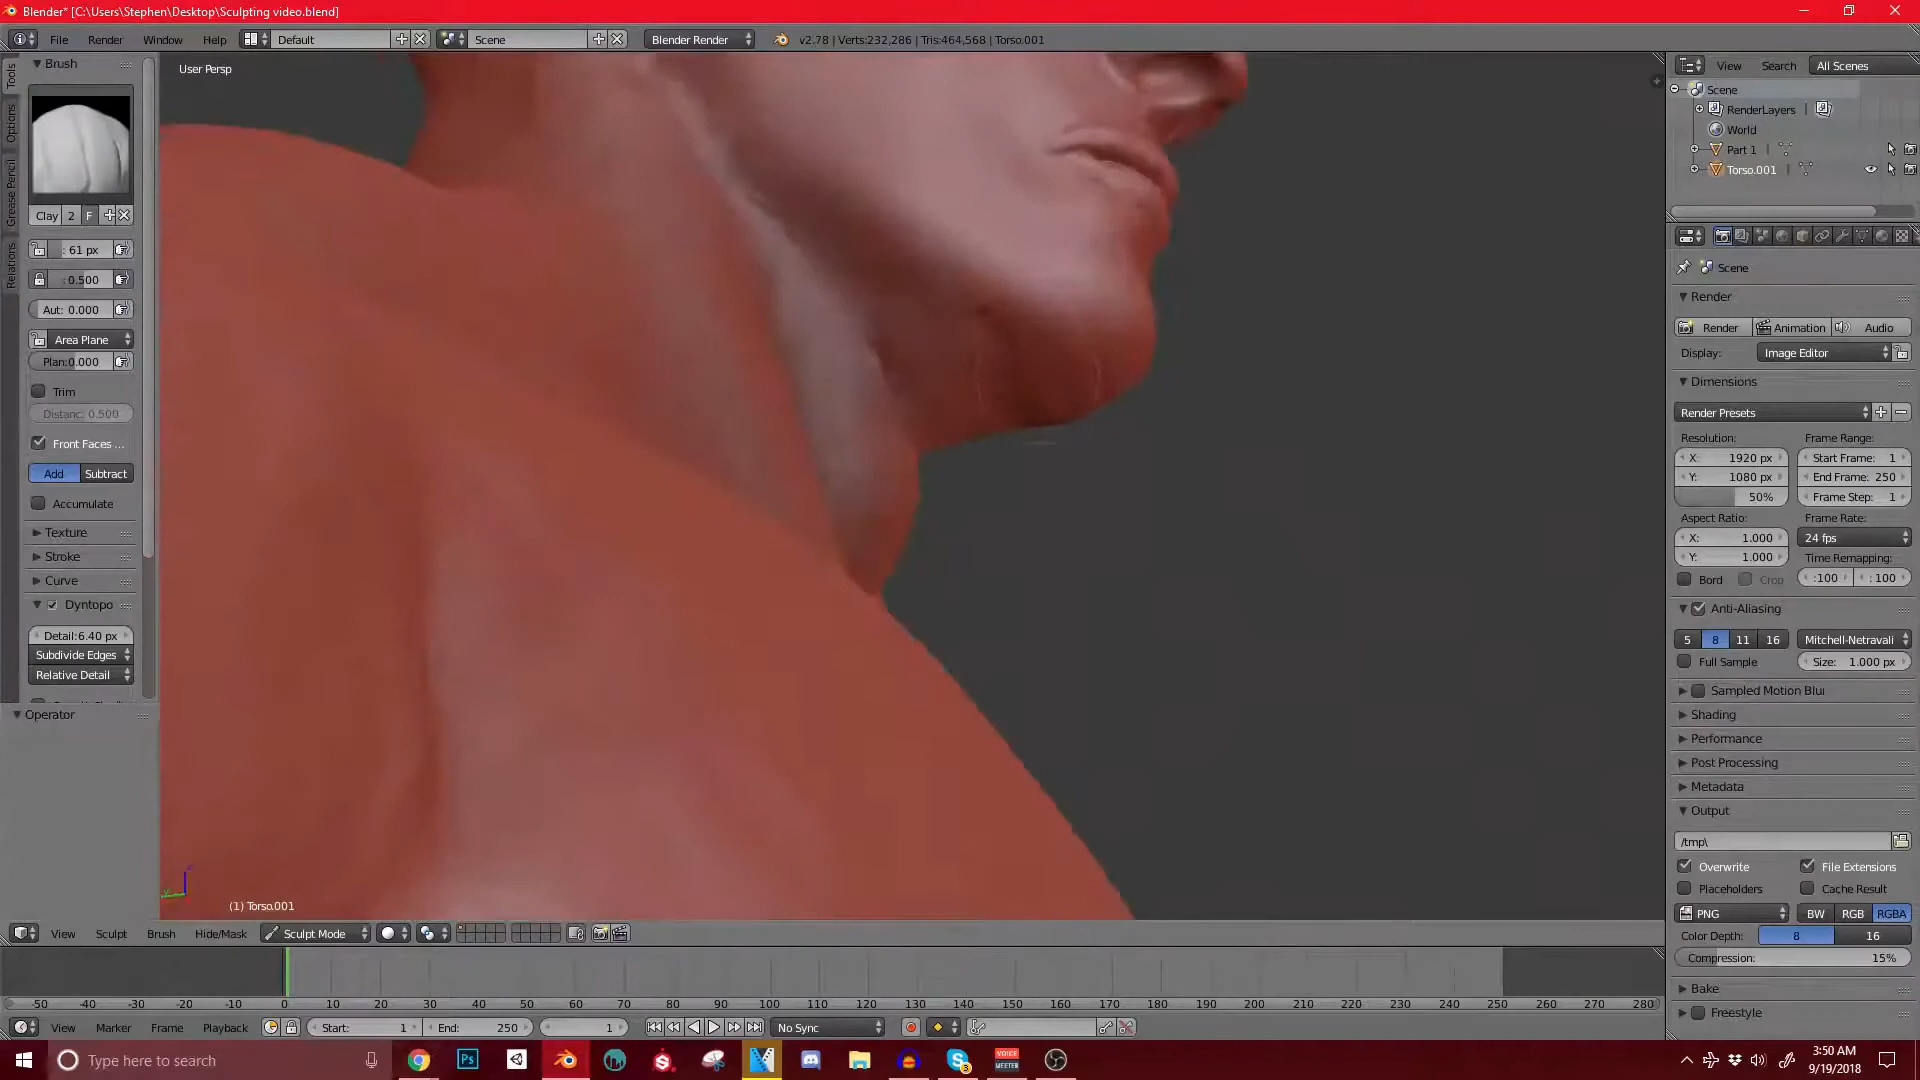 Blender* [C:\Users\Stephen\Desktop\Sculpting video.blend]
File Render Window Help Default Scene Blender Render v2.78 | Verts:232,286 | Tris:464,568 | Torso.001
Tools
Options
Grease Pencil
Relations
Brush
Clay 2 F
: 61 px
: 0.500
Aut: 0.000
Area Plane
Plan:0.000
Trim
Distanc: 0.500
Front Faces ...
Add Subtract
Accumulate
Texture
Stroke
Curve
Dyntopo
Detail:6.40 px
Subdivide Edges
Relative Detail
Operator
User Persp
(1) Torso.001
View Sculpt Brush Hide/Mask Sculpt Mode
-50 -40 -30 -20 -10 0 10 20 30 40 50 60 70 80 90 100 110 120 130 140 150 160 170 180 190 200 210 220 230 240 250 260 270 280
View Marker Frame Playback Start: 1 End: 250 1 No Sync
View Search All Scenes
Scene
RenderLayers
World
Part 1
Torso.001
Scene
Render
Render Animation Audio
Display: Image Editor
Dimensions
Render Presets
Resolution: Frame Range:
X: 1920 px Start Frame: 1
Y: 1080 px End Frame: 250
50% Frame Step: 1
Aspect Ratio: Frame Rate:
X: 1.000 24 fps
Y: 1.000 Time Remapping:
Bord Crop :100 : 100
Anti-Aliasing
5 8 11 16 Mitchell-Netravali
Full Sample Size: 1.000 px
Sampled Motion Blur
Shading
Performance
Post Processing
Metadata
Output
/tmp\
Overwrite File Extensions
Placeholders Cache Result
PNG BW RGB RGBA
Color Depth: 8 16
Compression: 15%
Bake
Freestyle
Type here to search
Ps
VOICE MEETER
3:50 AM
9/19/2018